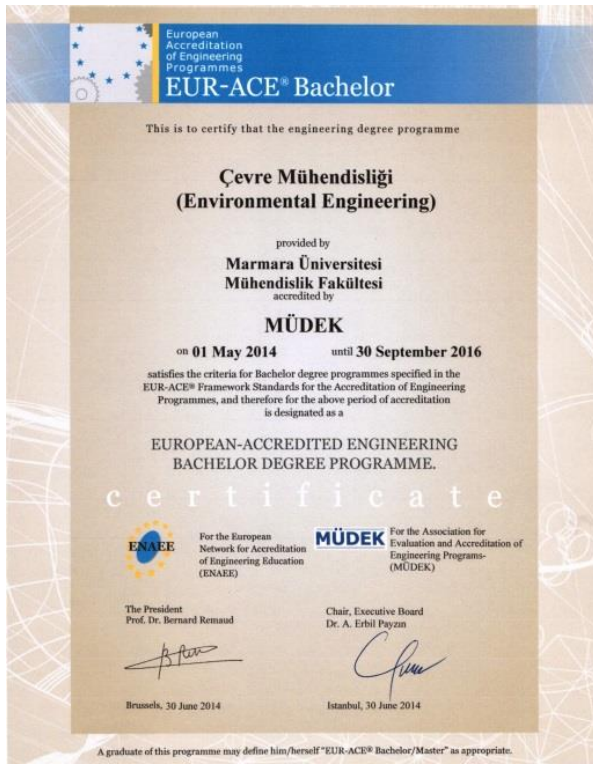 European
Accreditation
of Engineering
Programmes
EUR-ACE® Bachelor
This is to certify that the engineering degree programme
Çevre Mühendisliği
(Environmental Engineering)
provided by
Marmara Üniversitesi
Mühendislik Fakültesi
accredited by
MÜDEK
on 01 May 2014 until 30 September 2016
satisfies the criteria for Bachelor degree programmes specified in the
EUR-ACE® Framework Standards for the Accreditation of Engineering
Programmes, and therefore for the above period of accreditation
is designated as a
EUROPEAN-ACCREDITED ENGINEERING
BACHELOR DEGREE PROGRAMME.
certificate
ENAEE
For the European
Network for Accreditation
of Engineering Education
(ENAEE)
MÜDEK
For the Association for
Evaluation and Accreditation of
Engineering Programs-
(MÜDEK)
The President
Prof. Dr. Bernard Remaud
Chair, Executive Board
Dr. A. Erbil Payzın
Brussels, 30 June 2014
Istanbul, 30 June 2014
A graduate of this programme may define him/herself "EUR-ACE® Bachelor/Master" as appropriate.